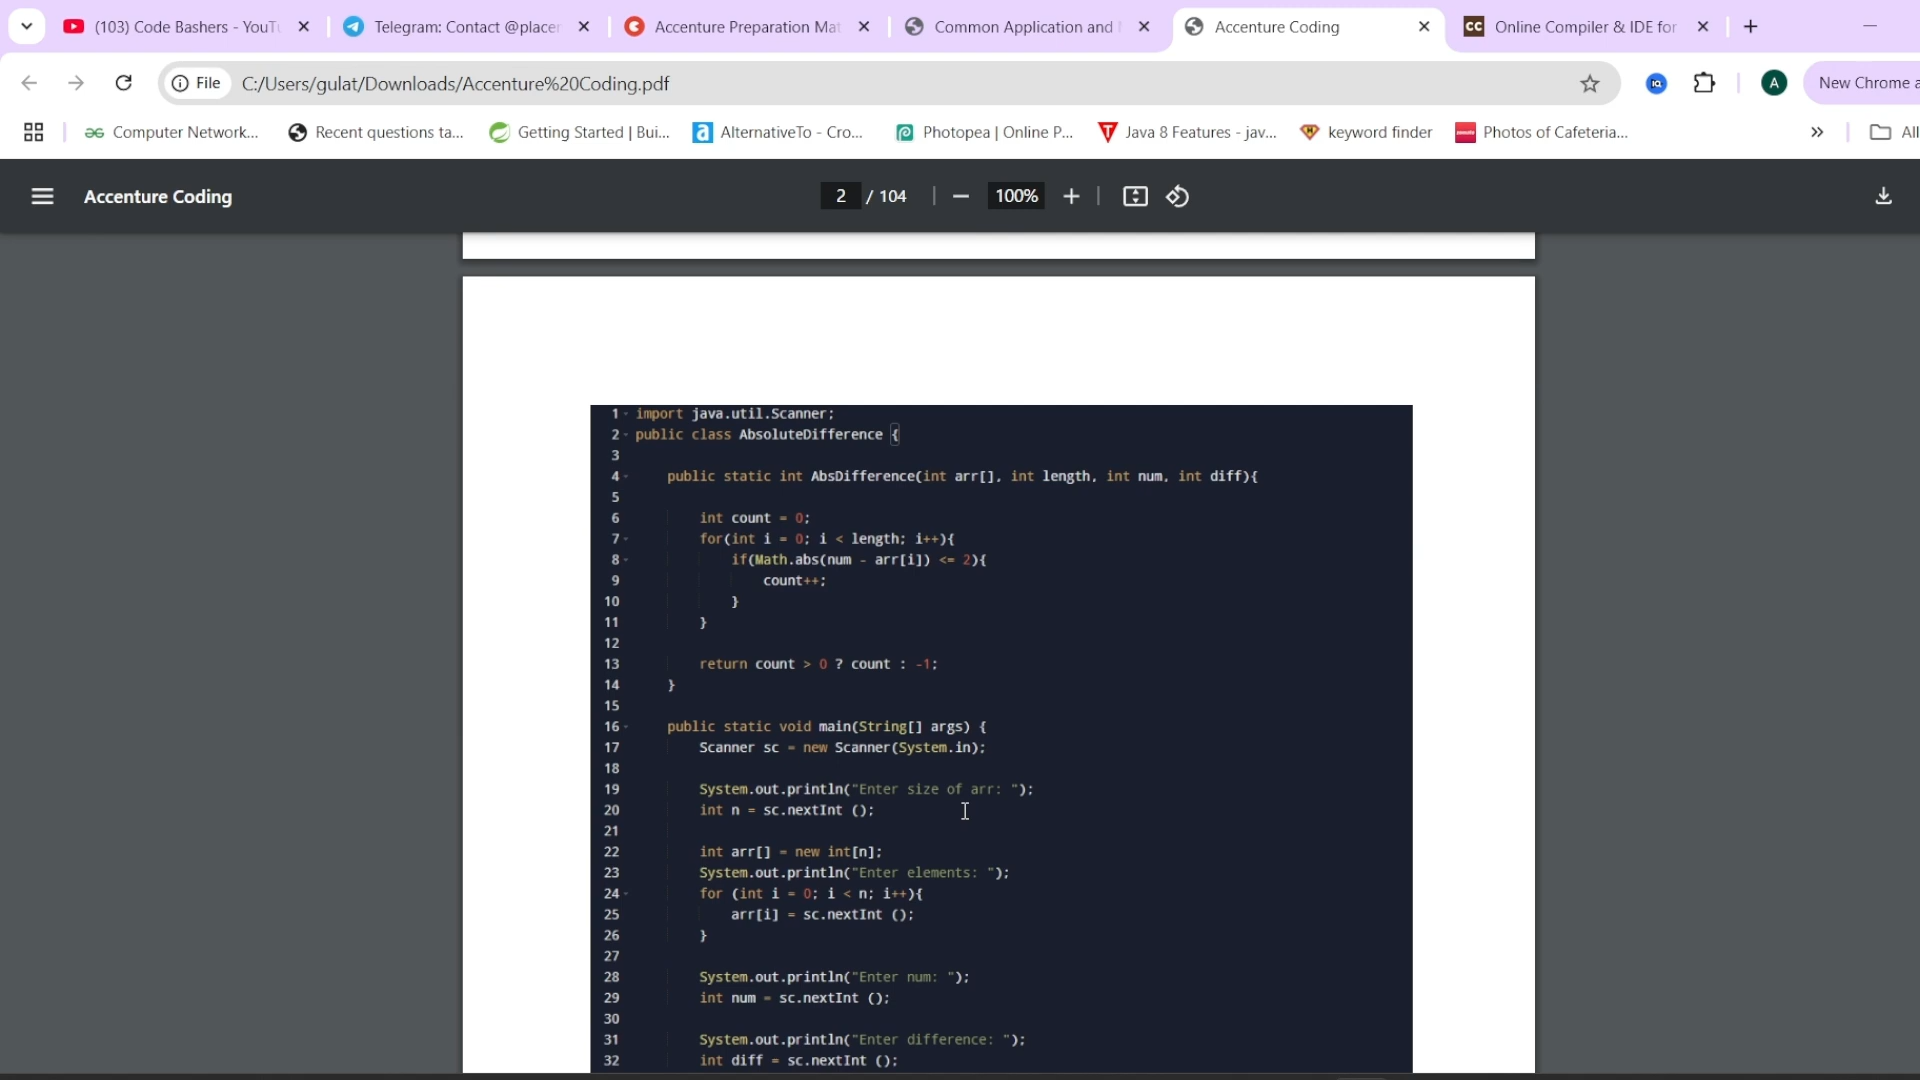 (103) Code Bashers - YouTu
Telegram: Contact @placer
Accenture Preparation Mat
Common Application and
Accenture Coding
Online Compiler & IDE for
File
C:/Users/gulat/Downloads/Accenture%20Coding.pdf
A
New Chrome a
Computer Network...
Recent questions ta...
Getting Started | Bui...
AlternativeTo - Cro...
Photopea | Online P...
Java 8 Features - jav...
keyword finder
Photos of Cafeteria...
All
Accenture Coding
2 / 104
100%
1 import java.util.Scanner;
2 public class AbsoluteDifference {
3
4 public static int AbsDifference(int arr[], int length, int num, int diff){
5
6 int count = 0;
7 for(int i = 0; i < length; i++){
8 if(Math.abs(num - arr[i]) <= 2){
9 count++;
10 }
11 }
12
13 return count > 0 ? count : -1;
14 }
15
16 public static void main(String[] args) {
17 Scanner sc = new Scanner(System.in);
18
19 System.out.println("Enter size of arr: ");
20 int n = sc.nextInt ();
21
22 int arr[] = new int[n];
23 System.out.println("Enter elements: ");
24 for (int i = 0; i < n; i++){
25 arr[i] = sc.nextInt ();
26 }
27
28 System.out.println("Enter num: ");
29 int num = sc.nextInt ();
30
31 System.out.println("Enter difference: ");
32 int diff = sc.nextInt ();